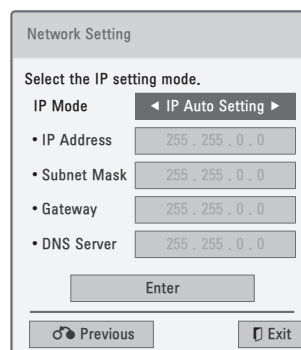 Network Setting
Select the IP setting mode.
IP Mode ◄ IP Auto Setting ►
• IP Address 255 . 255 . 0 . 0
• Subnet Mask 255 . 255 . 0 . 0
• Gateway 255 . 255 . 0 . 0
• DNS Server 255 . 255 . 0 . 0
Enter
Previous Exit